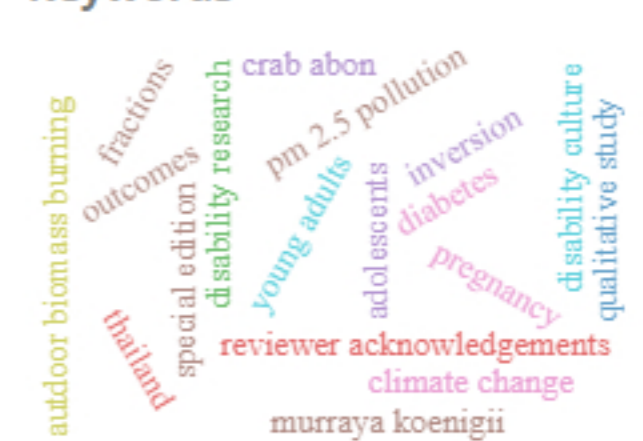 crab abon
fractions
pm 2.5 pollution
disability research
disability culture
outdoor biomass burning
qualitative study
inversion
outcomes
young adults
adolescents
diabetes
special edition
pregnancy
thailand
reviewer acknowledgements
climate change
murraya koenigii